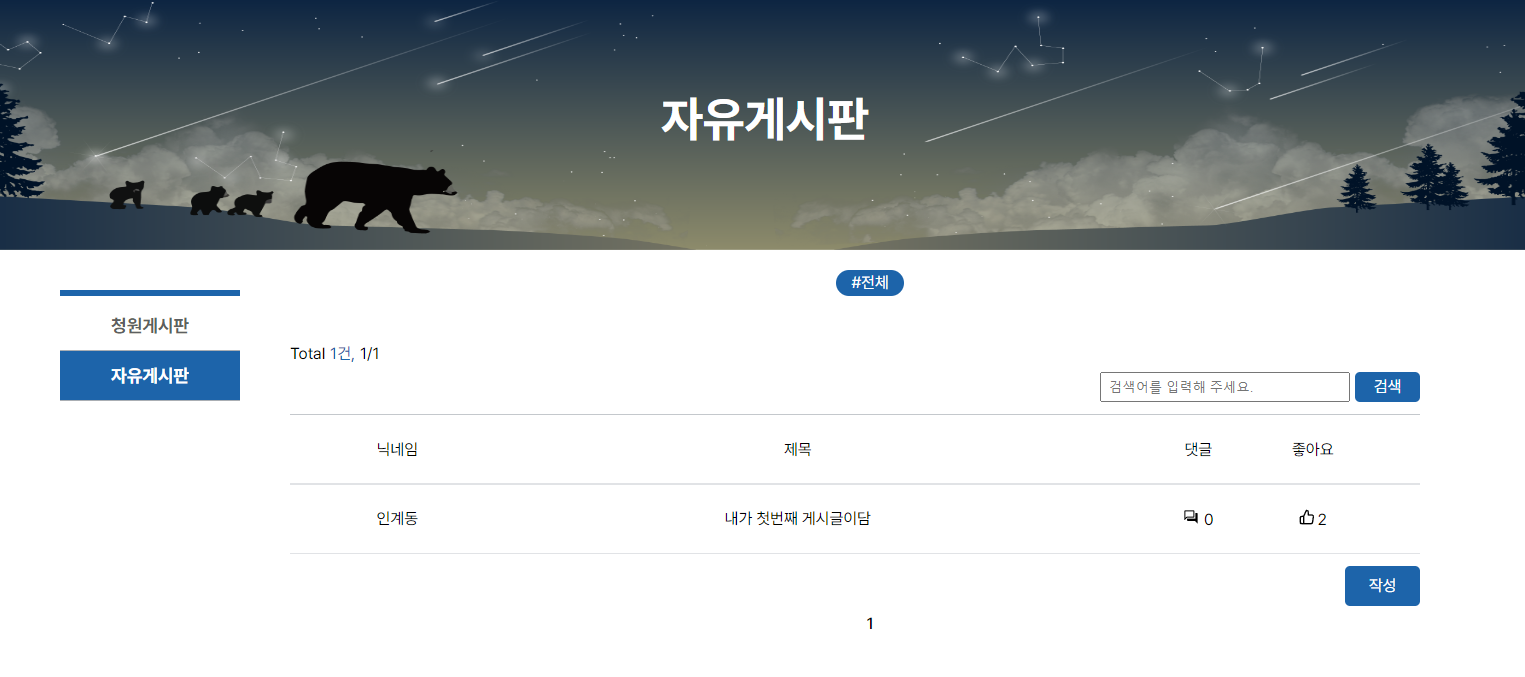 자유게시판
#전체
청원게시판
자유게시판
Total 1건, 1/1
검색어를 입력해 주세요. 검색
닉네임 제목 댓글 좋아요
인계동 내가 첫번째 게시글이담 0 2
작성
1